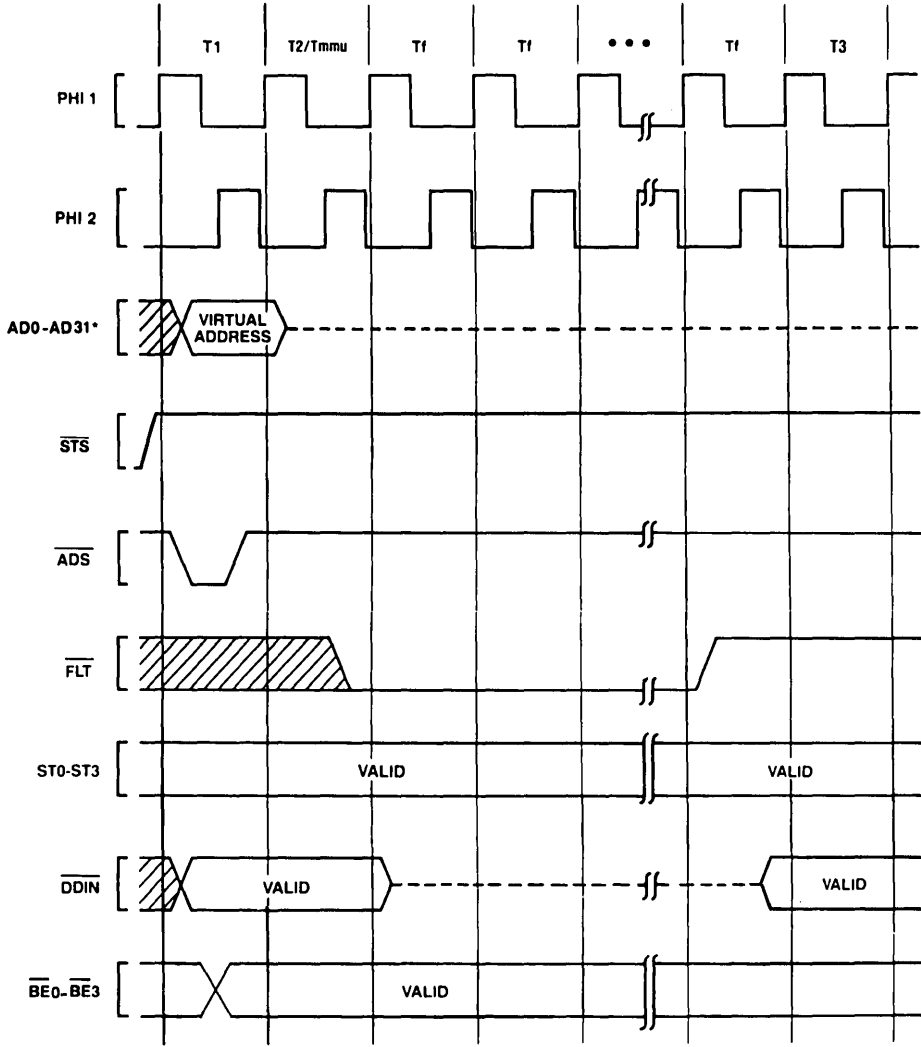 T1 T2/Tmmu Tf Tf • • • Tf T3
PHI 1
PHI 2
AD0-AD31* VIRTUAL
ADDRESS
STS
ADS
FLT
ST0-ST3 VALID VALID
DDIN VALID VALID
BE0-BE3 VALID